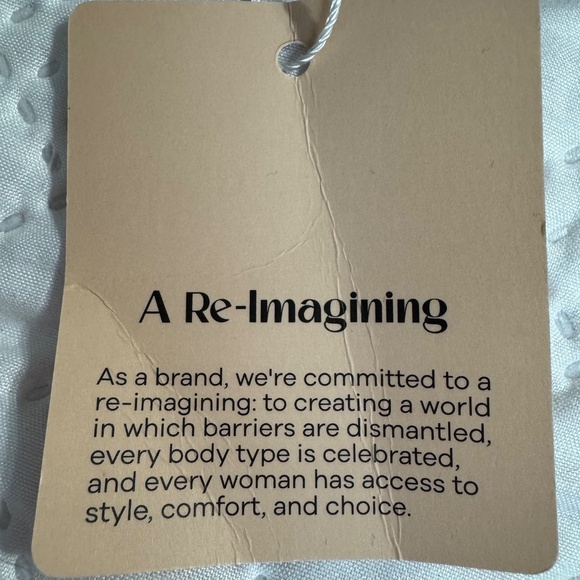 A Re-Imagining
As a brand, we're committed to a
re-imagining: to creating a world
in which barriers are dismantled,
every body type is celebrated,
and every woman has access to
style, comfort, and choice.